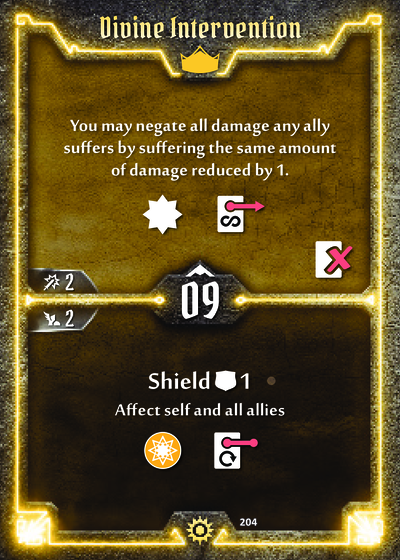 Divine Intervention
You may negate all damage any ally
suffers by suffering the same amount
of damage reduced by 1.
2
09
2
Shield 1
Affect self and all allies
204